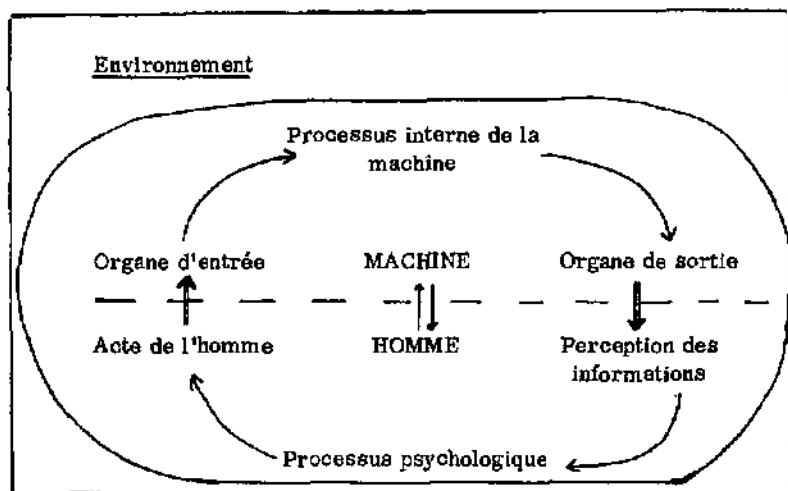 Environnement
Processus interne de la
machine
Organe d'entrée MACHINE Organe de sortie
Acte de l'homme HOMME Perception des
informations
Processus psychologique